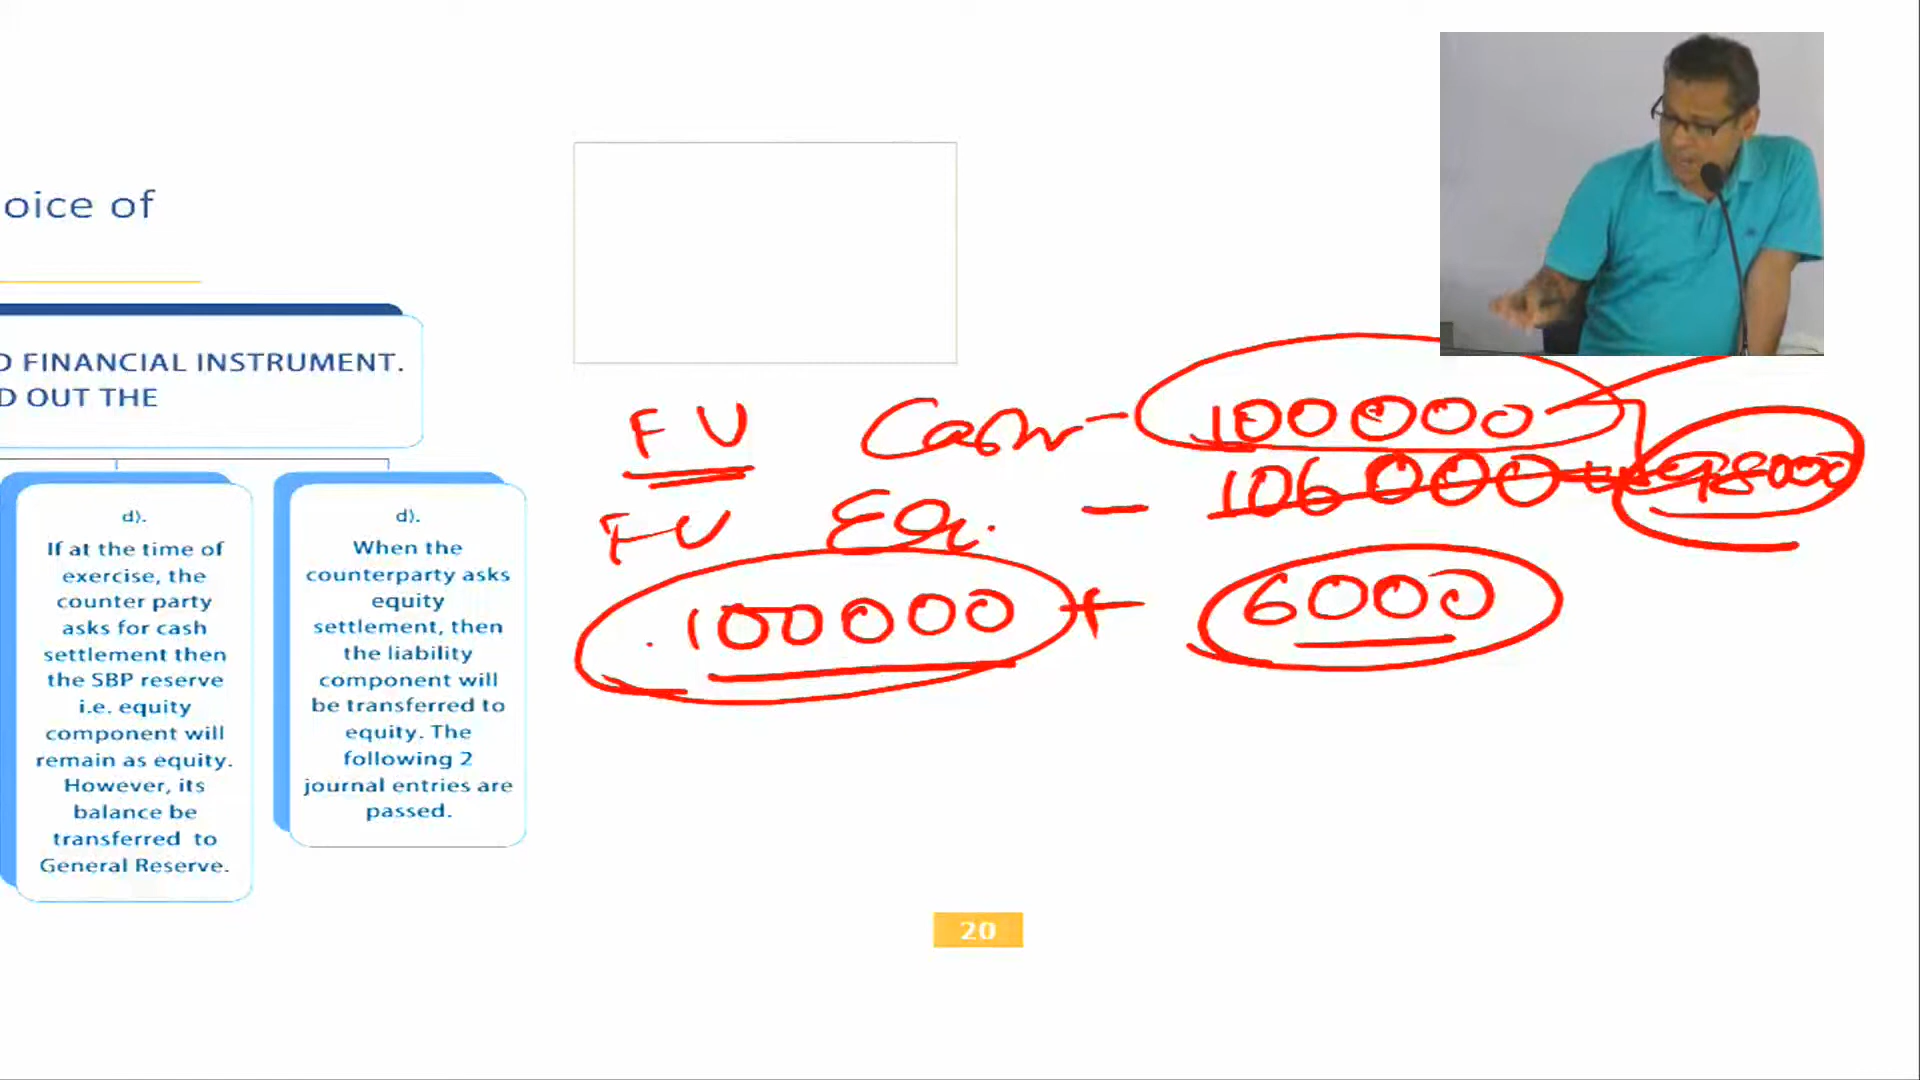 oice of
D FINANCIAL INSTRUMENT.
D OUT THE
d).
If at the time of
exercise, the
counter party
asks for cash
settlement then
the SBP reserve
i.e. equity
component will
remain as equity.
However, its
balance be
transferred to
General Reserve.
d).
When the
counterparty asks
equity
settlement, then
the liability
component will
be transferred to
equity. The
following 2
journal entries are
passed.
FV Cash - 100000
FV Eq. - 106000 98000
100000 + 6000
20